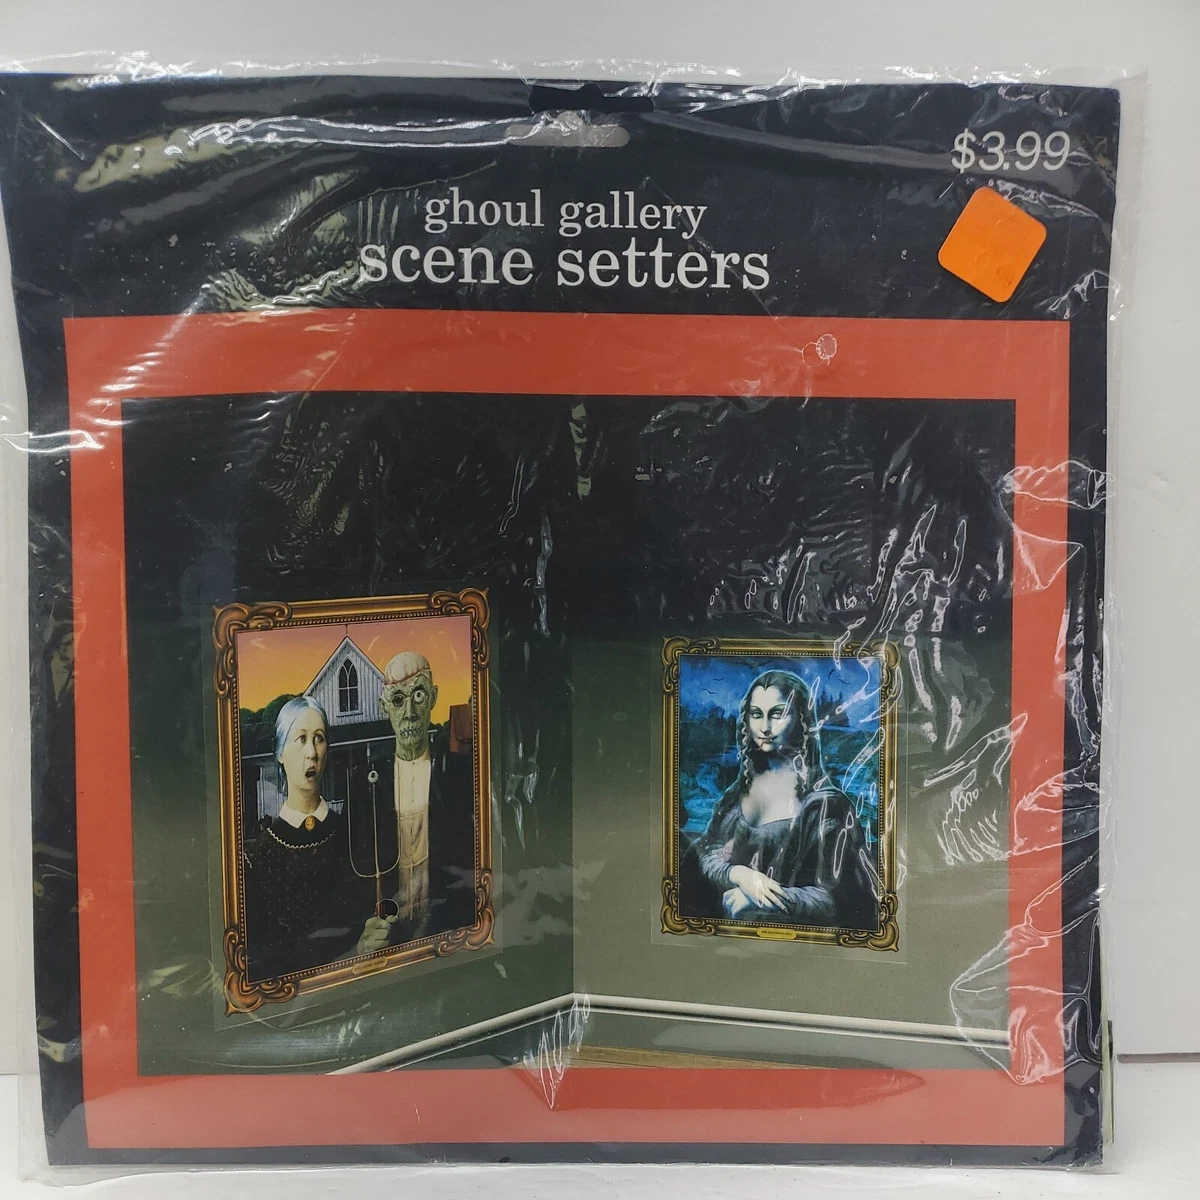 $3.99
ghoul gallery
scene setters